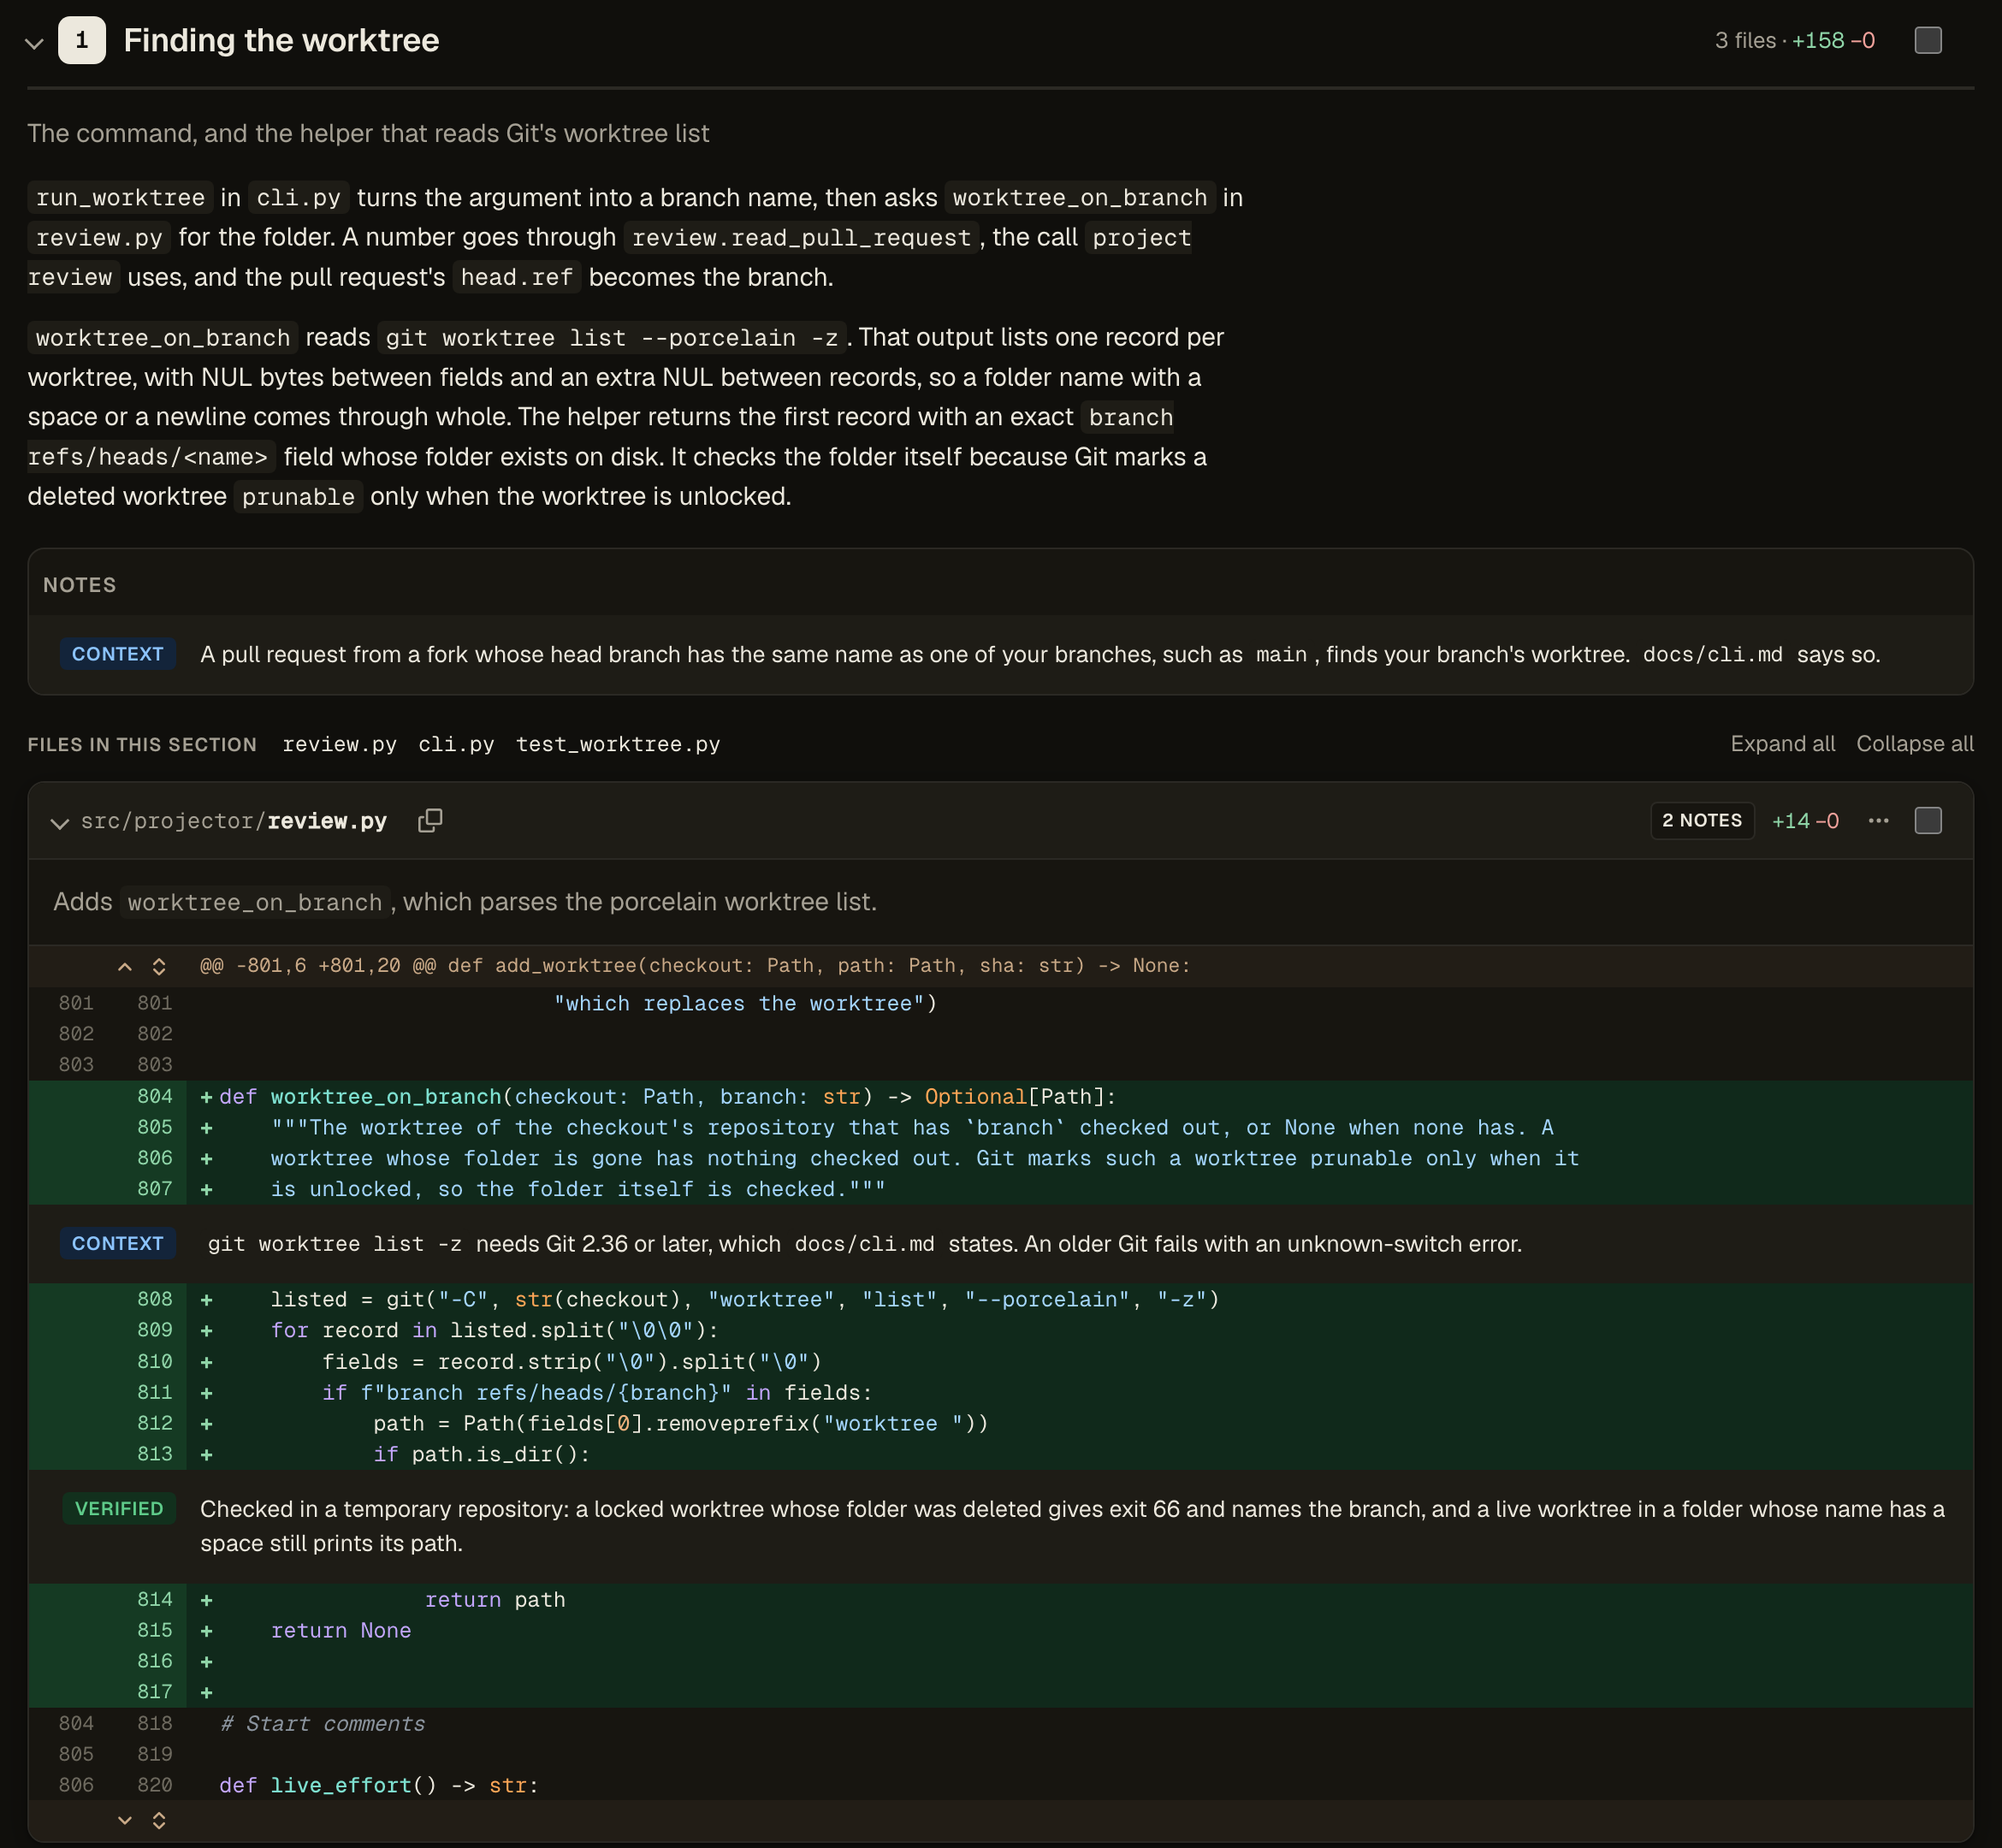 1 Finding the worktree 3 files · +158 −0
The command, and the helper that reads Git's worktree list
run_worktree in cli.py turns the argument into a branch name, then asks worktree_on_branch in
review.py for the folder. A number goes through review.read_pull_request, the call project
review uses, and the pull request's head.ref becomes the branch.
worktree_on_branch reads git worktree list --porcelain -z. That output lists one record per
worktree, with NUL bytes between fields and an extra NUL between records, so a folder name with a
space or a newline comes through whole. The helper returns the first record with an exact branch
refs/heads/<name> field whose folder exists on disk. It checks the folder itself because Git marks a
deleted worktree prunable only when the worktree is unlocked.
NOTES
CONTEXT A pull request from a fork whose head branch has the same name as one of your branches, such as main, finds your branch's worktree. docs/cli.md says so.
FILES IN THIS SECTION review.py cli.py test_worktree.py Expand all Collapse all
src/projector/review.py 2 NOTES +14 −0 ···
Adds worktree_on_branch, which parses the porcelain worktree list.
@@ -801,6 +801,20 @@ def add_worktree(checkout: Path, path: Path, sha: str) -> None:
801 801                           "which replaces the worktree")
802 802
803 803
804 +def worktree_on_branch(checkout: Path, branch: str) -> Optional[Path]:
805 +    """The worktree of the checkout's repository that has `branch` checked out, or None when none has. A
806 +    worktree whose folder is gone has nothing checked out. Git marks such a worktree prunable only when it
807 +    is unlocked, so the folder itself is checked."""
CONTEXT git worktree list -z needs Git 2.36 or later, which docs/cli.md states. An older Git fails with an unknown-switch error.
808 +    listed = git("-C", str(checkout), "worktree", "list", "--porcelain", "-z")
809 +    for record in listed.split("\0\0"):
810 +        fields = record.strip("\0").split("\0")
811 +        if f"branch refs/heads/{branch}" in fields:
812 +            path = Path(fields[0].removeprefix("worktree "))
813 +            if path.is_dir():
VERIFIED Checked in a temporary repository: a locked worktree whose folder was deleted gives exit 66 and names the branch, and a live worktree in a folder whose name has a
space still prints its path.
814 +                return path
815 +    return None
816 +
817 +
804 818 # Start comments
805 819
806 820 def live_effort() -> str: